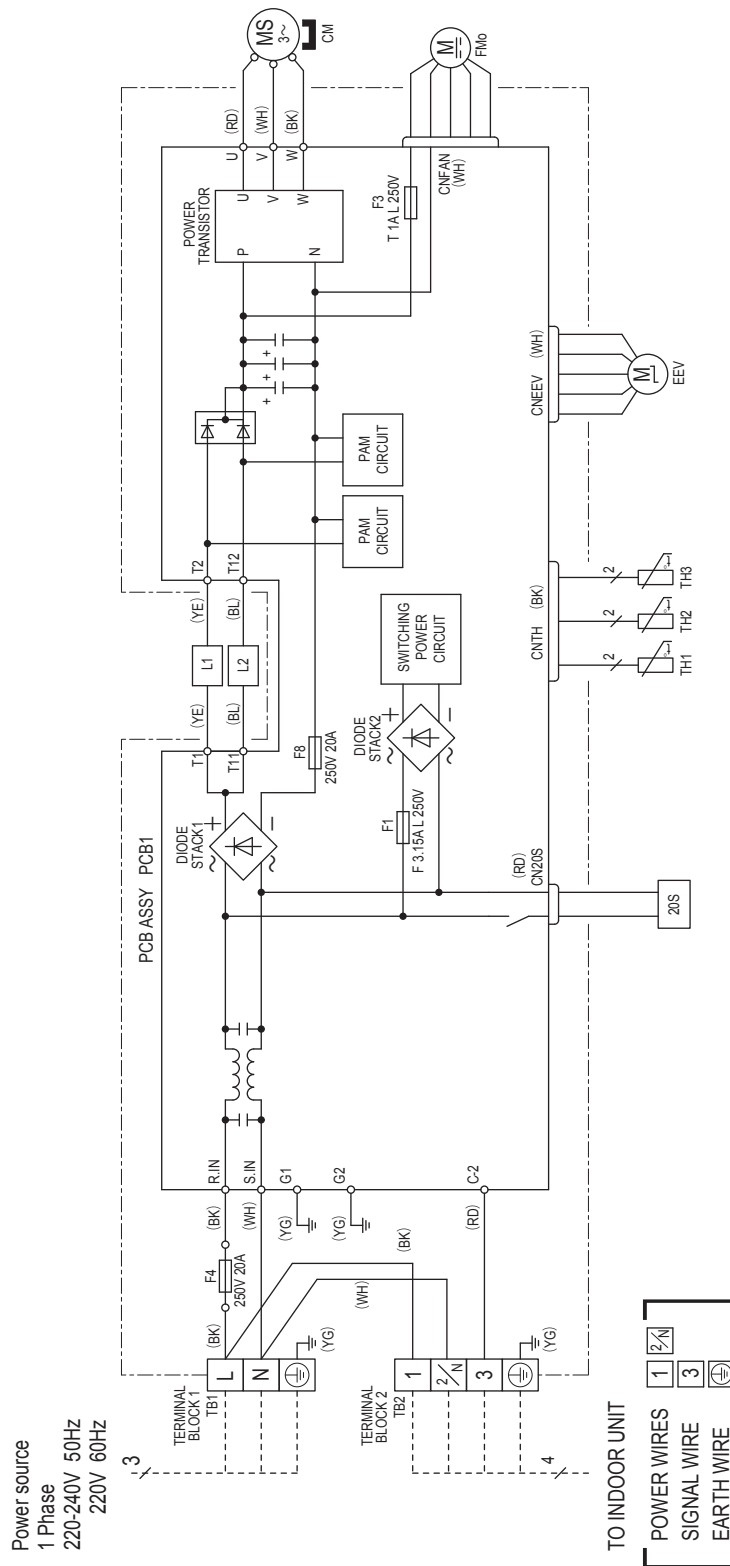 Power source
1 Phase
220-240V 50Hz
220V 60Hz
3
TERMINAL
BLOCK 1
TB1
L
N
(BK)
F4
250V 20A
(BK)
(WH)
R.IN
S.IN
(YG)
G1
(YG)
G2
(YG)
TERMINAL
BLOCK 2
TB2
1
2/N
3
(BK)
(WH)
(RD)
C-2
(YG)
4
TO INDOOR UNIT
POWER WIRES 1 2/N
SIGNAL WIRE 3
EARTH WIRE
PCB ASSY PCB1
DIODE
STACK1
+
−
~
~
T1
T11
(YE)
(BL)
L1
L2
(YE)
(BL)
T2
T12
F8
250V 20A
F1
F 3.15A L 250V
DIODE
STACK2
+
−
~
~
SWITCHING
POWER
CIRCUIT
PAM
CIRCUIT
PAM
CIRCUIT
+
+
+
POWER
TRANSISTOR
P
N
U
V
W
U
V
W
(RD)
(WH)
(BK)
MS
3~
CM
F3
T 1A L 250V
CNFAN
(WH)
M
FMo
(RD)
CN20S
20S
CNTH
(BK)
2
2
2
TH1
TH2
TH3
CNEEV
(WH)
M
EEV